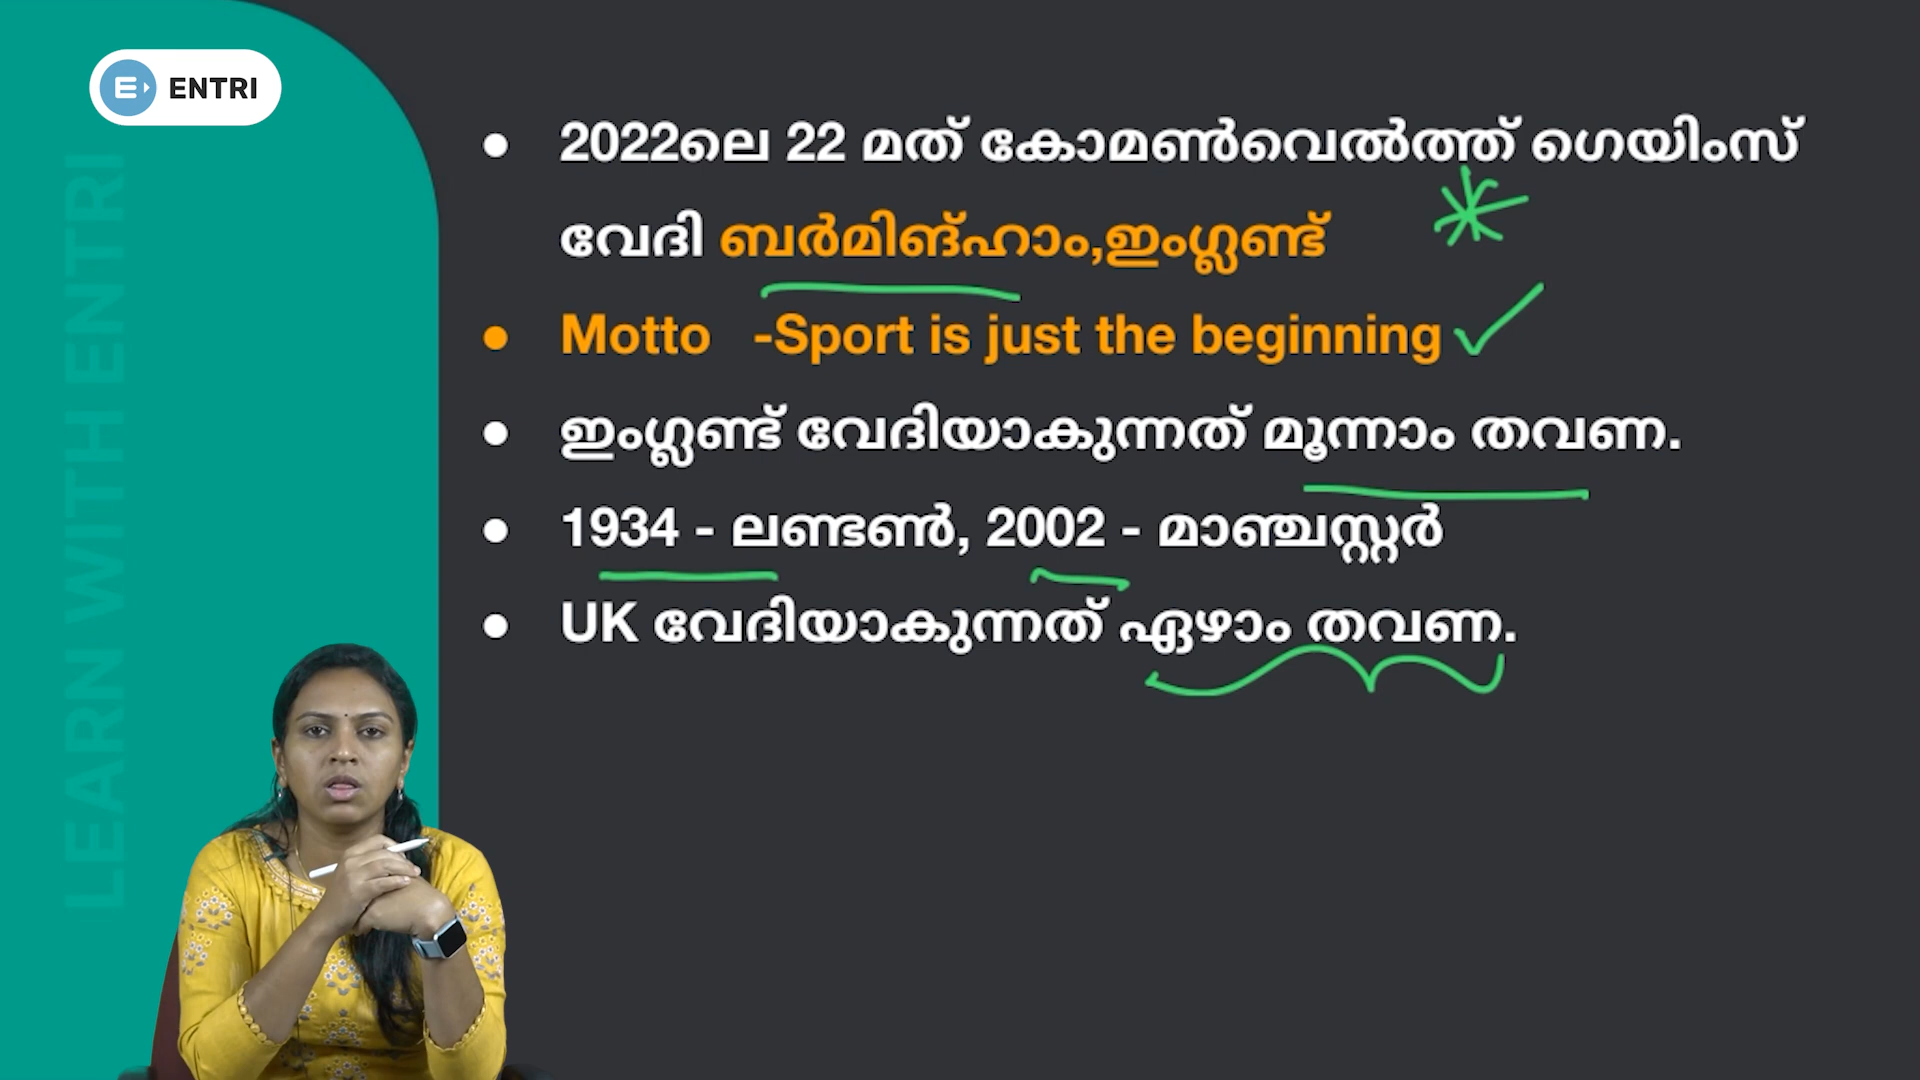 ENTRI
LEARN WITH ENTRI
• 2022ലെ 22 മത് കോമൺവെൽത്ത് ഗെയിംസ്
വേദി ബർമിങ്ഹാം,ഇംഗ്ലണ്ട്
• Motto -Sport is just the beginning
• ഇംഗ്ലണ്ട് വേദിയാകുന്നത് മൂന്നാം തവണ.
• 1934 - ലണ്ടൺ, 2002 - മാഞ്ചസ്റ്റർ
• UK വേദിയാകുന്നത് ഏഴാം തവണ.